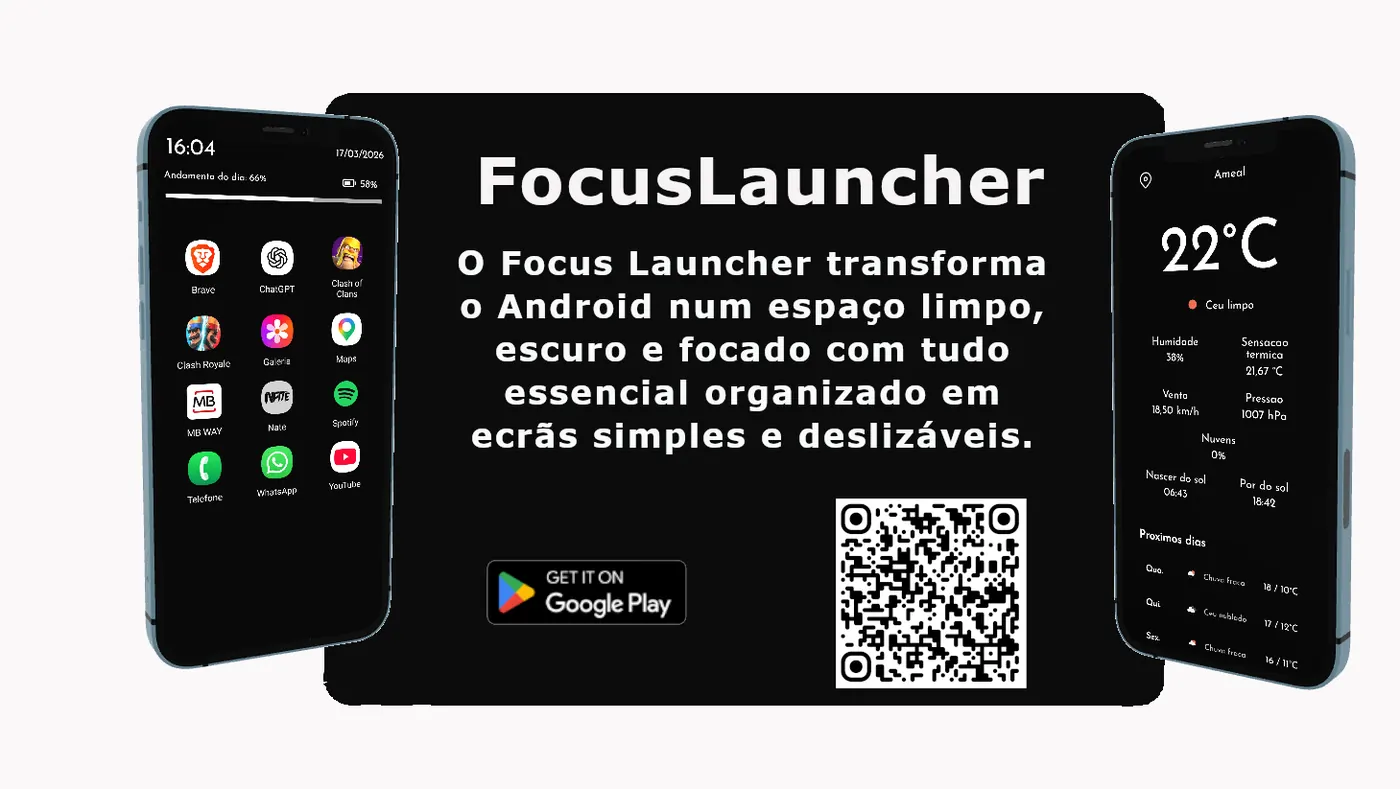 16:04
17/03/2026
Andamento do dia: 66%
58%
Brave
ChatGPT
Clash of
Clans
Clash Royale
Galeria
Maps
MB
MB WAY
NATE
Nate
Spotify
Telefone
WhatsApp
YouTube
FocusLauncher
O Focus Launcher transforma
o Android num espaço limpo,
escuro e focado com tudo
essencial organizado em
ecrãs simples e deslizáveis.
GET IT ON
Google Play
Ameal
22°C
Ceu limpo
Humidade
38%
Sensacao
termica
21,67 °C
Vento
18,50 km/h
Pressao
1007 hPa
Nuvens
0%
Nascer do sol
06:43
Por do sol
18:42
Proximos dias
Qua. Chuva fraca 18 / 10°C
Qui. Ceu nublado 17 / 12°C
Sex. Chuva fraca 16 / 11°C